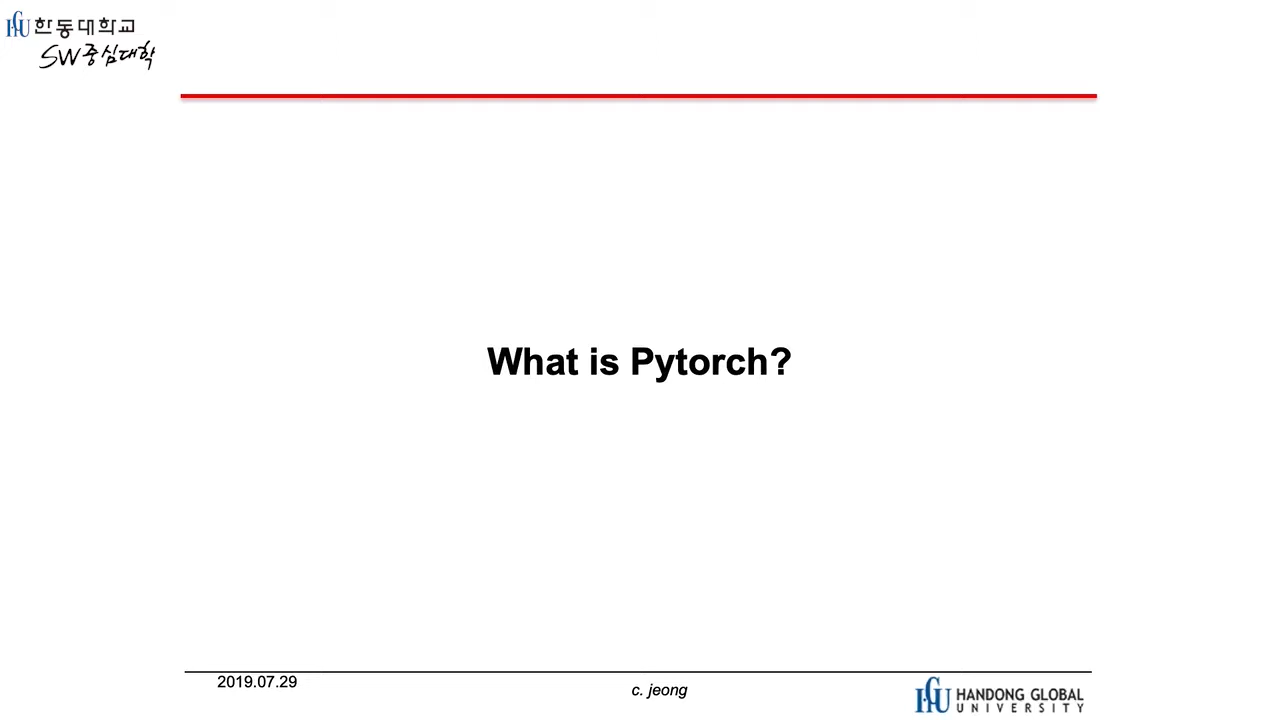 HGU 한동대학교
SW중심대학
What is Pytorch?
2019.07.29
c. jeong
HGU HANDONG GLOBAL
UNIVERSITY